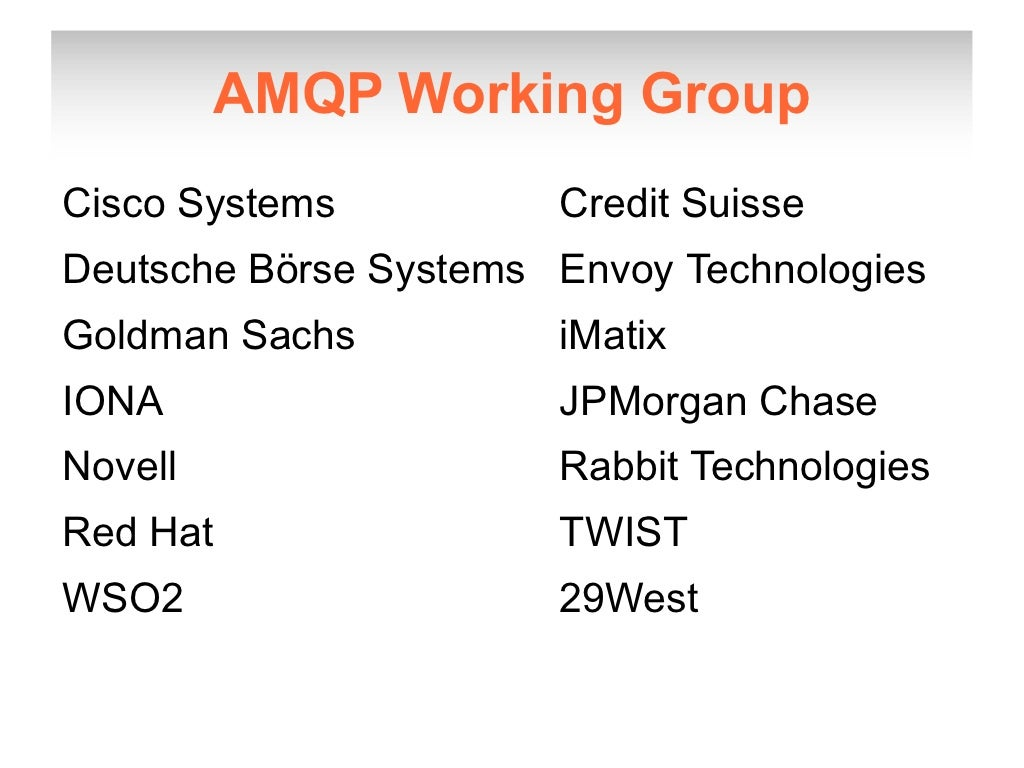 AMQP Working Group
Cisco Systems
Deutsche Börse Systems
Goldman Sachs
IONA
Novell
Red Hat
WSO2
Credit Suisse
Envoy Technologies
iMatix
JPMorgan Chase
Rabbit Technologies
TWIST
29West